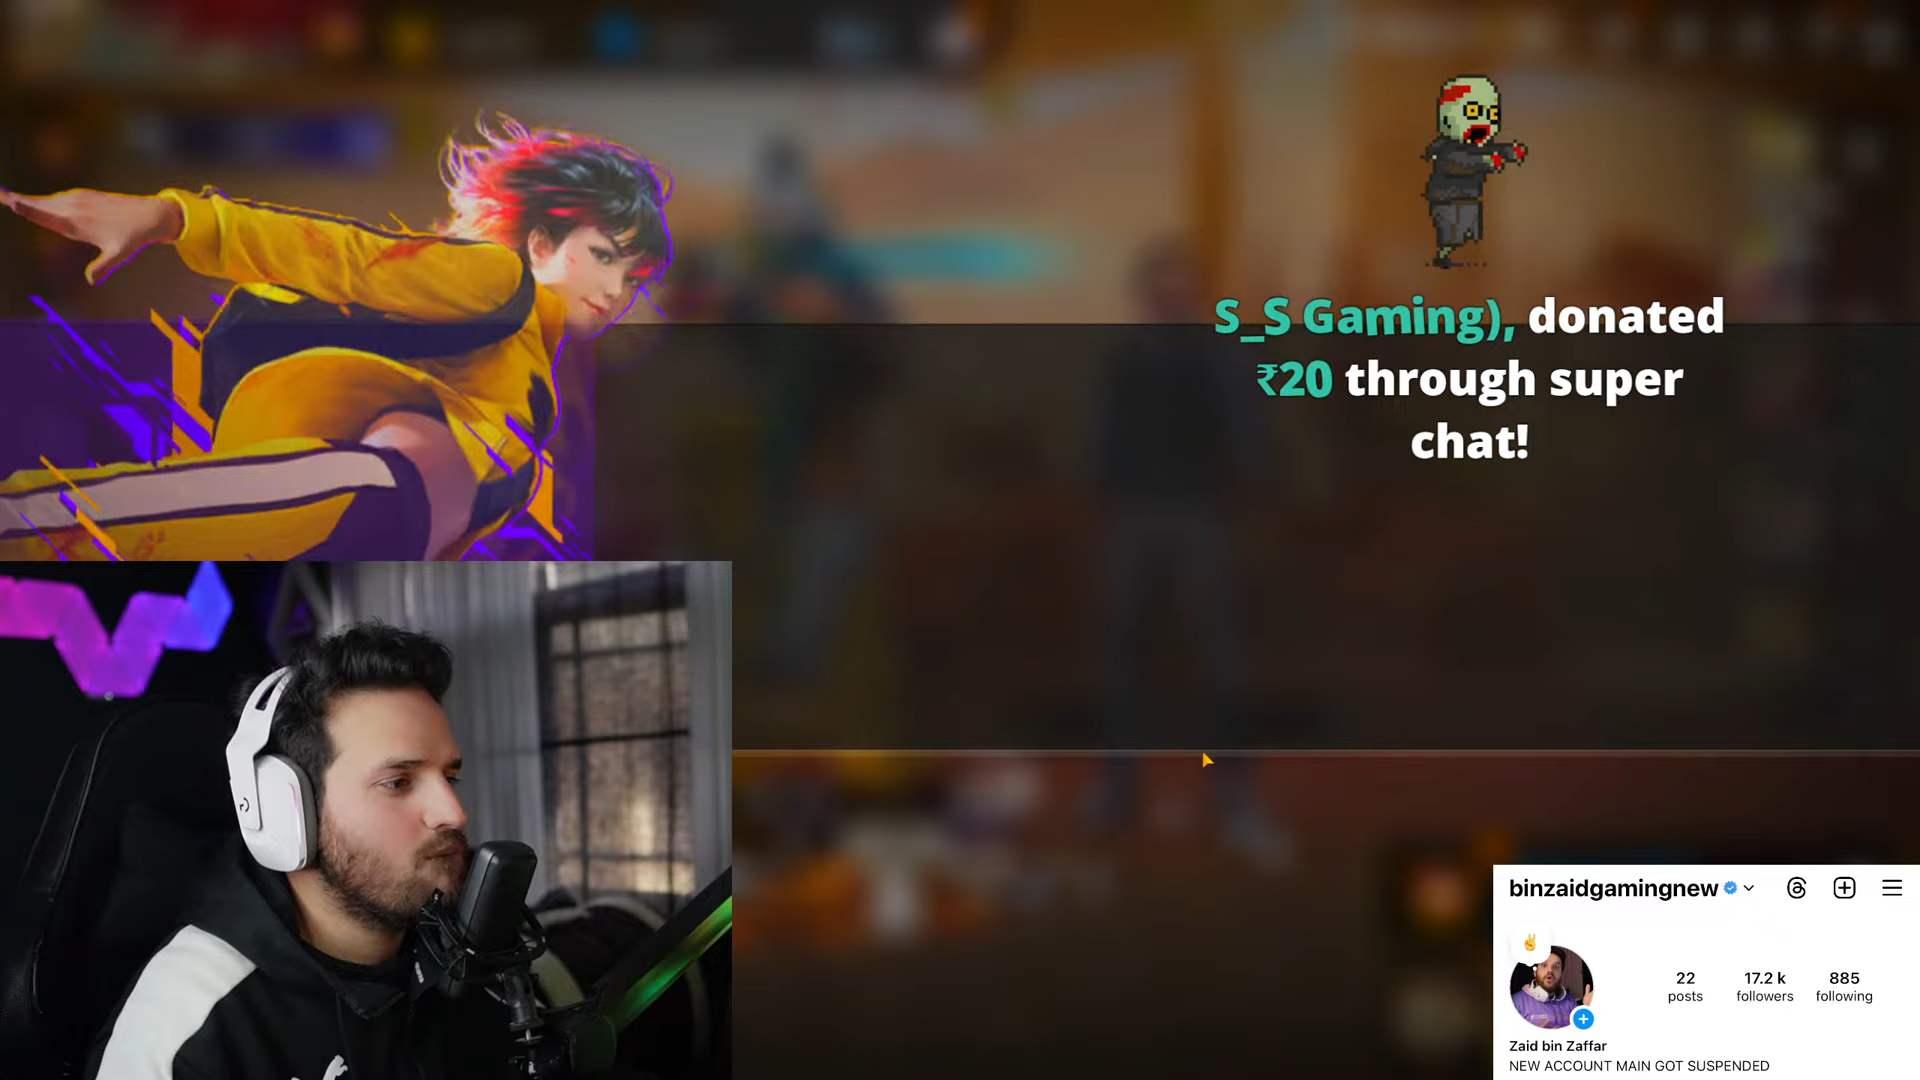 S_S Gaming), donated
₹20 through super
chat!
binzaidgamingnew
22
posts
17.2 k
followers
885
following
Zaid bin Zaffar
NEW ACCOUNT MAIN GOT SUSPENDED